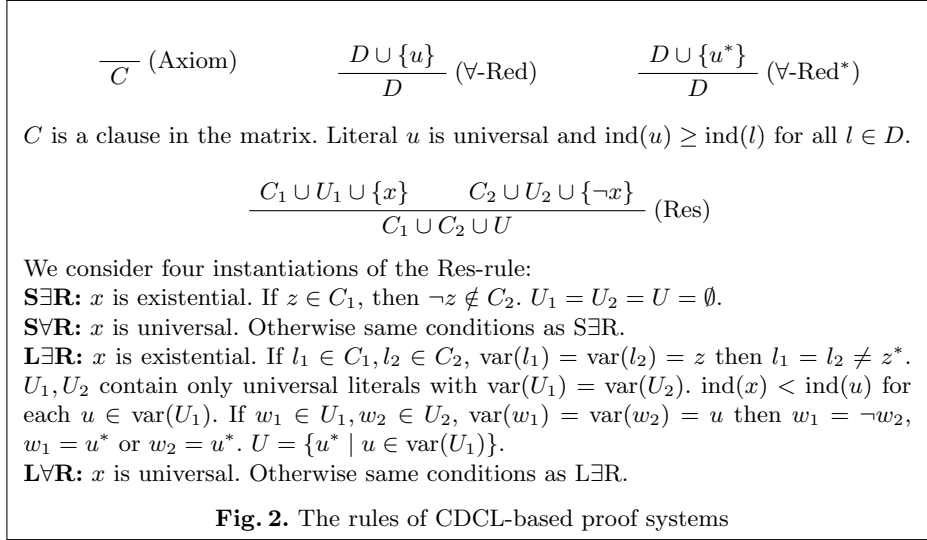 C (Axiom)
D ∪ {u}
D (∀-Red)
D ∪ {u*}
D (∀-Red*)
C is a clause in the matrix. Literal u is universal and ind(u) ≥ ind(l) for all l ∈ D.
C₁ ∪ U₁ ∪ {x} C₂ ∪ U₂ ∪ {¬x}
C₁ ∪ C₂ ∪ U (Res)
We consider four instantiations of the Res-rule:
S∃R: x is existential. If z ∈ C₁, then ¬z ∉ C₂. U₁ = U₂ = U = ∅.
S∀R: x is universal. Otherwise same conditions as S∃R.
L∃R: x is existential. If l₁ ∈ C₁, l₂ ∈ C₂, var(l₁) = var(l₂) = z then l₁ = l₂ ≠ z*.
U₁, U₂ contain only universal literals with var(U₁) = var(U₂). ind(x) < ind(u) for
each u ∈ var(U₁). If w₁ ∈ U₁, w₂ ∈ U₂, var(w₁) = var(w₂) = u then w₁ = ¬w₂,
w₁ = u* or w₂ = u*. U = {u* | u ∈ var(U₁)}.
L∀R: x is universal. Otherwise same conditions as L∃R.
Fig. 2. The rules of CDCL-based proof systems